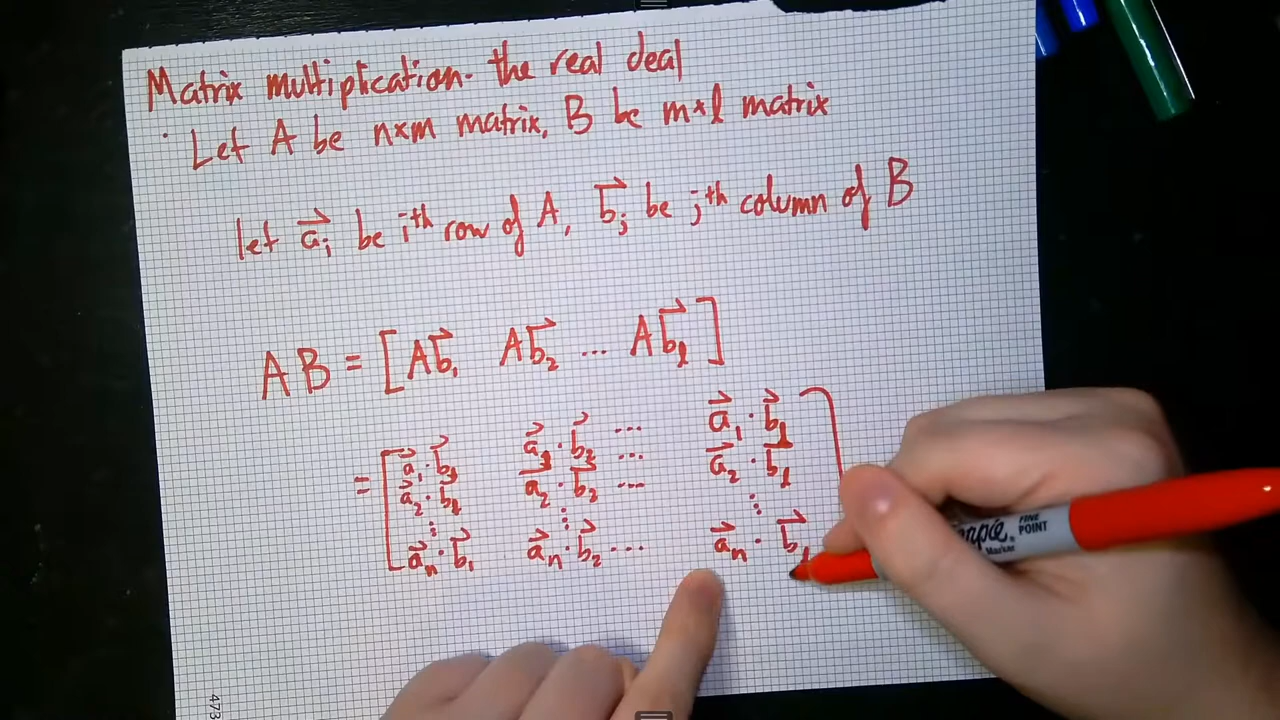 Matrix multiplication - the real deal
· Let A be n×m matrix, B be m×l matrix
let a⃗ᵢ be iᵗʰ row of A, b⃗ⱼ be jᵗʰ column of B
AB = [Ab⃗₁ Ab⃗₂ ... Ab⃗ₗ]
= [a⃗₁·b⃗₁ a⃗₁·b⃗₂ ... a⃗₁·b⃗ₗ
a⃗₂·b⃗₁ a⃗₂·b⃗₂ ... a⃗₂·b⃗ₗ
⋮ ⋮ ⋮
a⃗ₙ·b⃗₁ a⃗ₙ·b⃗₂ ... a⃗ₙ·b⃗ₗ
FINE POINT
Marker
473